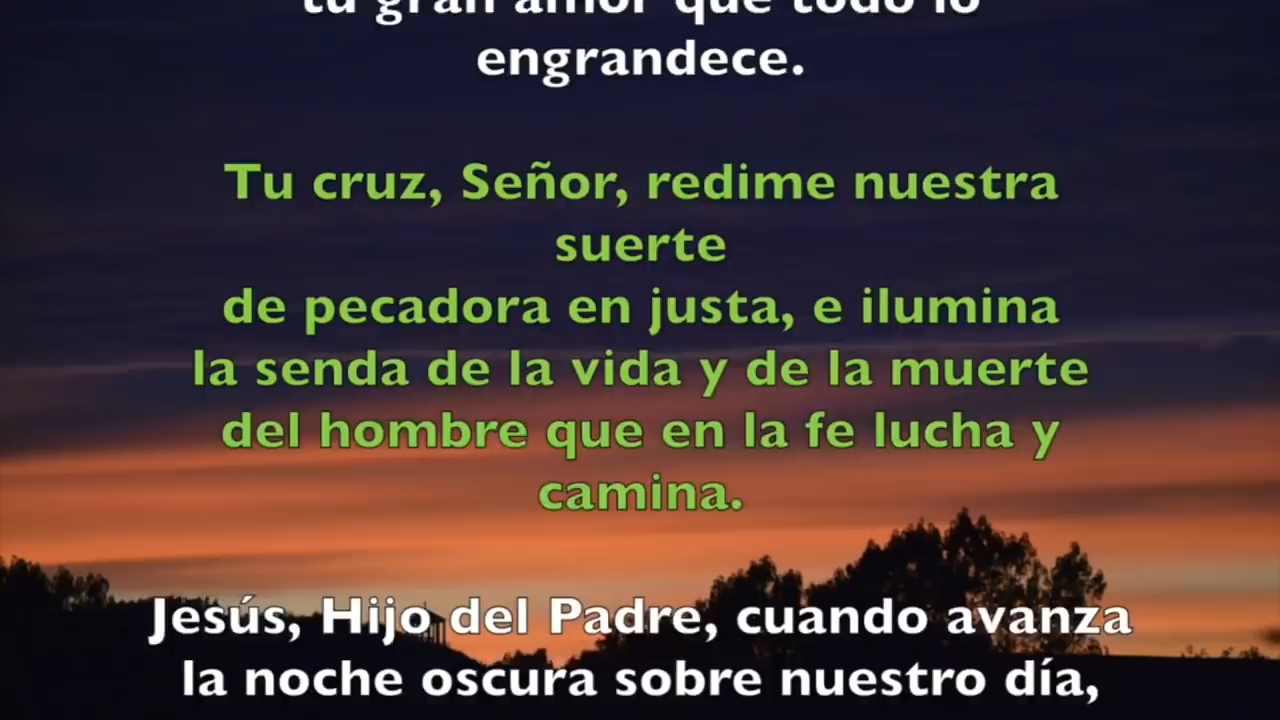 tu gran amor que todo lo
engrandece.
Tu cruz, Señor, redime nuestra
suerte
de pecadora en justa, e ilumina
la senda de la vida y de la muerte
del hombre que en la fe lucha y
camina.
Jesús, Hijo del Padre, cuando avanza
la noche oscura sobre nuestro día,